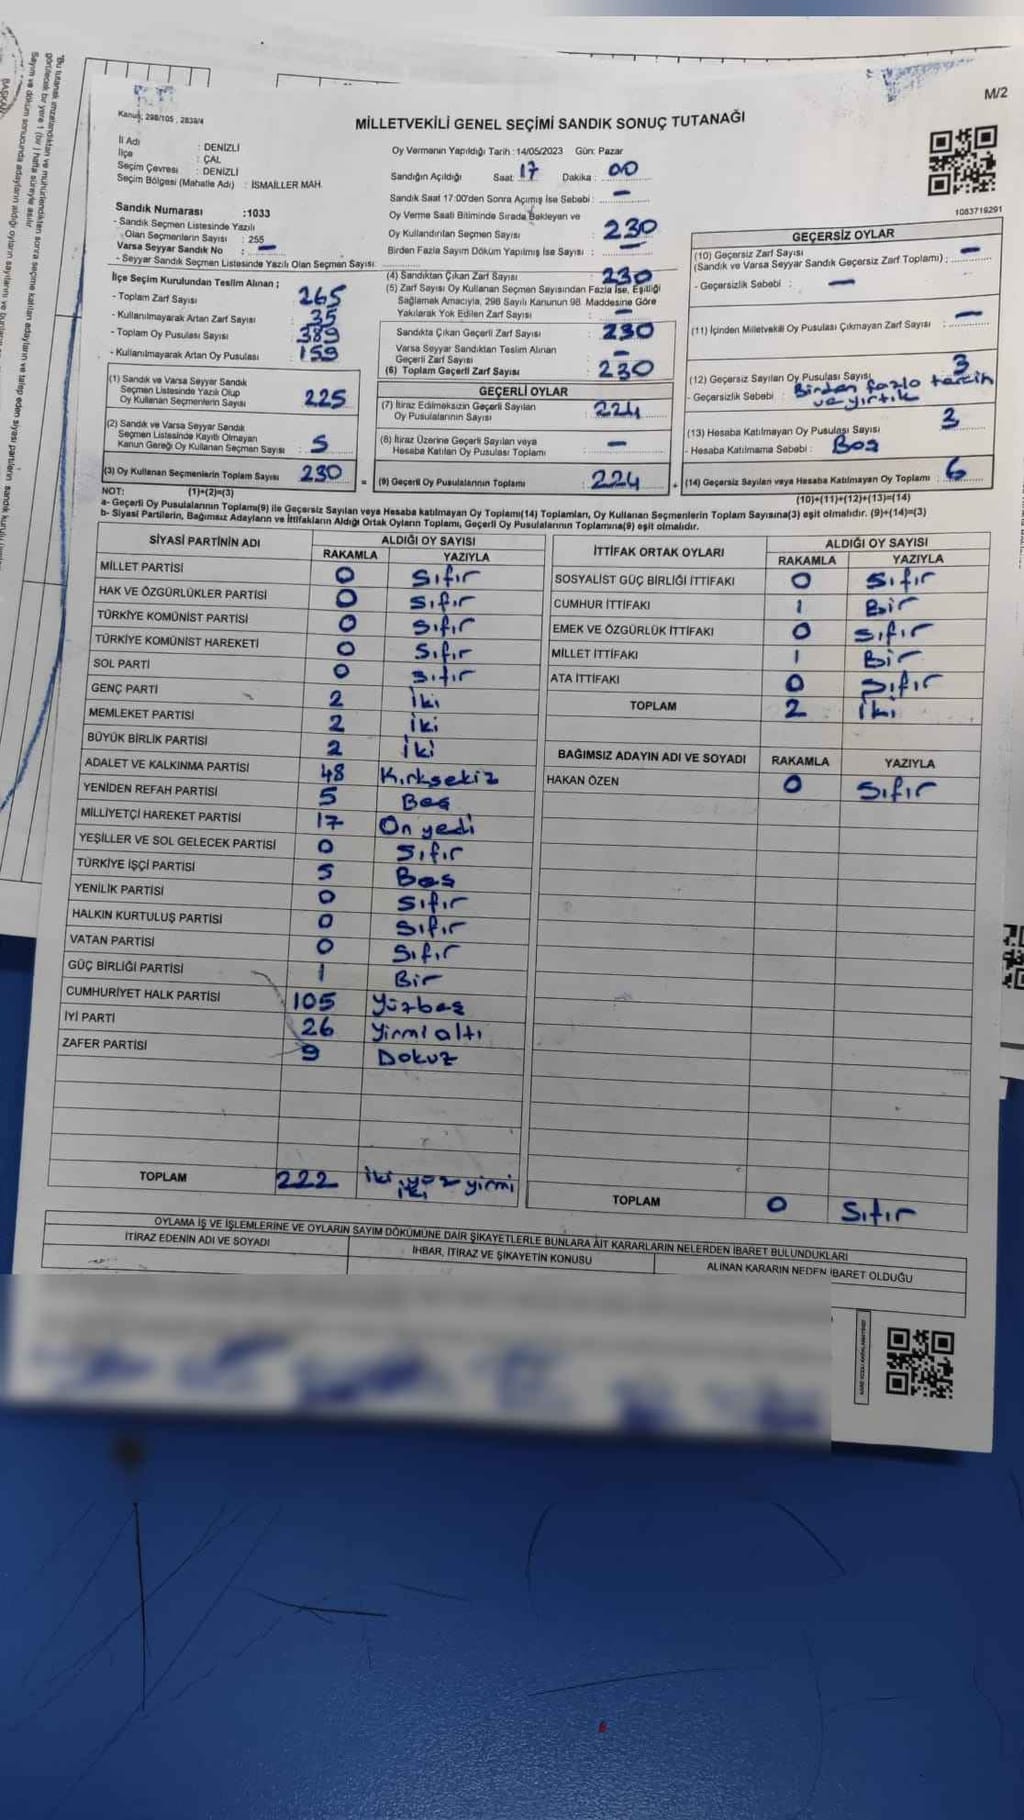 M/2
Kanun: 298/105 , 2839/4
MİLLETVEKİLİ GENEL SEÇİMİ SANDIK SONUÇ TUTANAĞI
İl Adı : DENİZLİ
İlçe : ÇAL
Seçim Çevresi : DENİZLİ
Seçim Bölgesi (Mahalle Adı) : İSMAİLLER MAH.
Sandık Numarası :1033
- Sandık Seçmen Listesinde Yazılı
Olan Seçmenlerin Sayısı : 255
Varsa Seyyar Sandık No : -
- Seyyar Sandık Seçmen Listesinde Yazılı Olan Seçmen Sayısı:
İlçe Seçim Kurulundan Teslim Alınan ;
- Toplam Zarf Sayısı 265
- Kullanılmayarak Artan Zarf Sayısı : 35
- Toplam Oy Pusulası Sayısı : 389
- Kullanılmayarak Artan Oy Pusulası : 159
(1) Sandık ve Varsa Seyyar Sandık
Seçmen Listesinde Yazılı Olup
Oy Kullanan Seçmenlerin Sayısı 225
(2) Sandık ve Varsa Seyyar Sandık
Seçmen Listesinde Kayıtlı Olmayan
Kanun Gereği Oy Kullanan Seçmen Sayısı : 5
(3) Oy Kullanan Seçmenlerin Toplam Sayısı 230
(1)+(2)=(3)
Oy Vermenin Yapıldığı Tarih :14/05/2023 Gün: Pazar
Sandığın Açıldığı Saat: 17 Dakika : 00
Sandık Saat 17:00'den Sonra Açımış İse Sebebi : -
Oy Verme Saati Bitiminde Sırada Bekleyen ve
Oy Kullandırılan Seçmen Sayısı : 230
Birden Fazla Sayım Döküm Yapılmış İse Sayısı : -
(4) Sandıktan Çıkan Zarf Sayısı : 230
(5) Zarf Sayısı Oy Kullanan Seçmen Sayısından Fazla İse, Eşitliği
Sağlamak Amacıyla, 298 Sayılı Kanunun 98 Maddesine Göre
Yakılarak Yok Edilen Zarf Sayısı : -
Sandıkta Çıkan Geçerli Zarf Sayısı : 230
Varsa Seyyar Sandıktan Teslim Alınan
Geçerli Zarf Sayısı : -
(6) Toplam Geçerli Zarf Sayısı : 230
GEÇERLİ OYLAR
(7) İtiraz Edilmeksizin Geçerli Sayılan
Oy Pusulalarının Sayısı : 224
(8) İtiraz Üzerine Geçerli Sayılan veya
Hesaba Katılan Oy Pusulası Toplamı : -
= (9) Geçerli Oy Pusulalarının Toplamı : 224
1083719291
GEÇERSİZ OYLAR
(10) Geçersiz Zarf Sayısı
(Sandık ve Varsa Seyyar Sandık Geçersiz Zarf Toplamı) : -
- Geçersizlik Sebebi : -
(11) İçinden Milletvekili Oy Pusulası Çıkmayan Zarf Sayısı : -
(12) Geçersiz Sayılan Oy Pusulası Sayısı 3
- Geçersizlik Sebebi : Birden fazla tercih
ve yırtık
(13) Hesaba Katılmayan Oy Pusulası Sayısı : 3
- Hesaba Katılmama Sebebi : Boş
+ (14) Geçersiz Sayılan veya Hesaba Katılmayan Oy Toplamı : 6
(10)+(11)+(12)+(13)=(14)
NOT:
a- Geçerli Oy Pusulalarının Toplamı(9) ile Geçersiz Sayılan veya Hesaba katılmayan Oy Toplamı(14) Toplamları, Oy Kullanan Seçmenlerin Toplam Sayısına(3) eşit olmalıdır. (9)+(14)=(3)
b- Siyasi Partilerin, Bağımsız Adayların ve İttifakların Aldığı Ortak Oyların Toplamı, Geçerli Oy Pusulalarının Toplamına(9) eşit olmalıdır.
SİYASİ PARTİNİN ADI ALDIĞI OY SAYISI
RAKAMLA YAZIYLA
MİLLET PARTİSİ 0 Sıfır
HAK VE ÖZGÜRLÜKLER PARTİSİ 0 Sıfır
TÜRKİYE KOMÜNİST PARTİSİ 0 Sıfır
TÜRKİYE KOMÜNİST HAREKETİ 0 Sıfır
SOL PARTİ 0 Sıfır
GENÇ PARTİ 2 İki
MEMLEKET PARTİSİ 2 İki
BÜYÜK BİRLİK PARTİSİ 2 İki
ADALET VE KALKINMA PARTİSİ 48 Kırksekiz
YENİDEN REFAH PARTİSİ 5 Beş
MİLLİYETÇİ HAREKET PARTİSİ 17 On yedi
YEŞİLLER VE SOL GELECEK PARTİSİ 0 Sıfır
TÜRKİYE İŞÇİ PARTİSİ 5 Beş
YENİLİK PARTİSİ 0 Sıfır
HALKIN KURTULUŞ PARTİSİ 0 Sıfır
VATAN PARTİSİ 0 Sıfır
GÜÇ BİRLİĞİ PARTİSİ 1 Bir
CUMHURİYET HALK PARTİSİ 105 Yüzbeş
İYİ PARTİ 26 Yirmi altı
ZAFER PARTİSİ 9 Dokuz
TOPLAM 222 iki yüz yirmi
iki
İTTİFAK ORTAK OYLARI ALDIĞI OY SAYISI
RAKAMLA YAZIYLA
SOSYALİST GÜÇ BİRLİĞİ İTTİFAKI 0 Sıfır
CUMHUR İTTİFAKI 1 Bir
EMEK VE ÖZGÜRLÜK İTTİFAKI 0 Sıfır
MİLLET İTTİFAKI 1 Bir
ATA İTTİFAKI 0 Sıfır
TOPLAM 2 İki
BAĞIMSIZ ADAYIN ADI VE SOYADI RAKAMLA YAZIYLA
HAKAN ÖZEN 0 Sıfır
TOPLAM 0 Sıfır
OYLAMA İŞ VE İŞLEMLERİNE VE OYLARIN SAYIM DÖKÜMÜNE DAİR ŞİKAYETLERLE BUNLARA AİT KARARLARIN NELERDEN İBARET BULUNDUKLARI
İTİRAZ EDENİN ADI VE SOYADI İHBAR, İTİRAZ VE ŞİKAYETİN KONUSU ALINAN KARARIN NEDEN İBARET OLDUĞU